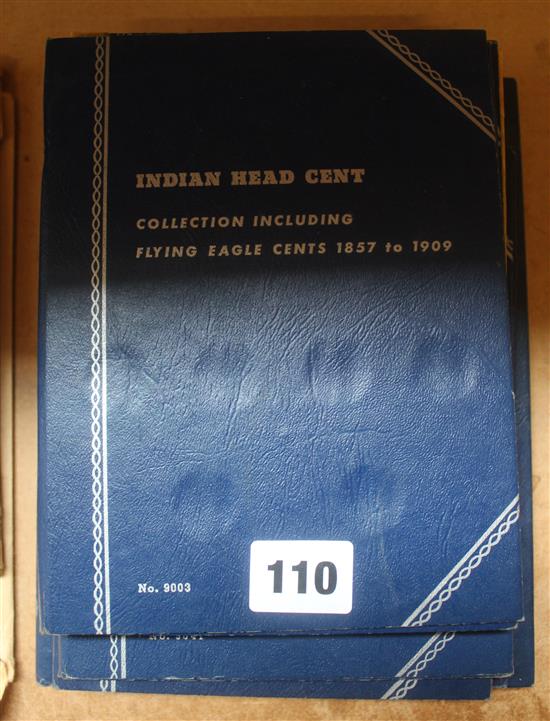 INDIAN HEAD CENT
COLLECTION INCLUDING
FLYING EAGLE CENTS 1857 to 1909
No. 9003
110